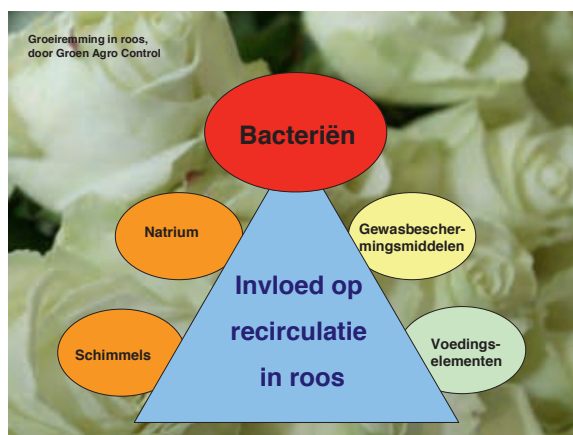 Groeiremming in roos,
door Groen Agro Control
Bacteriën
Natrium
Gewasbescher-
mingsmiddelen
Invloed op
recirculatie
in roos
Schimmels
Voedings-
elementen